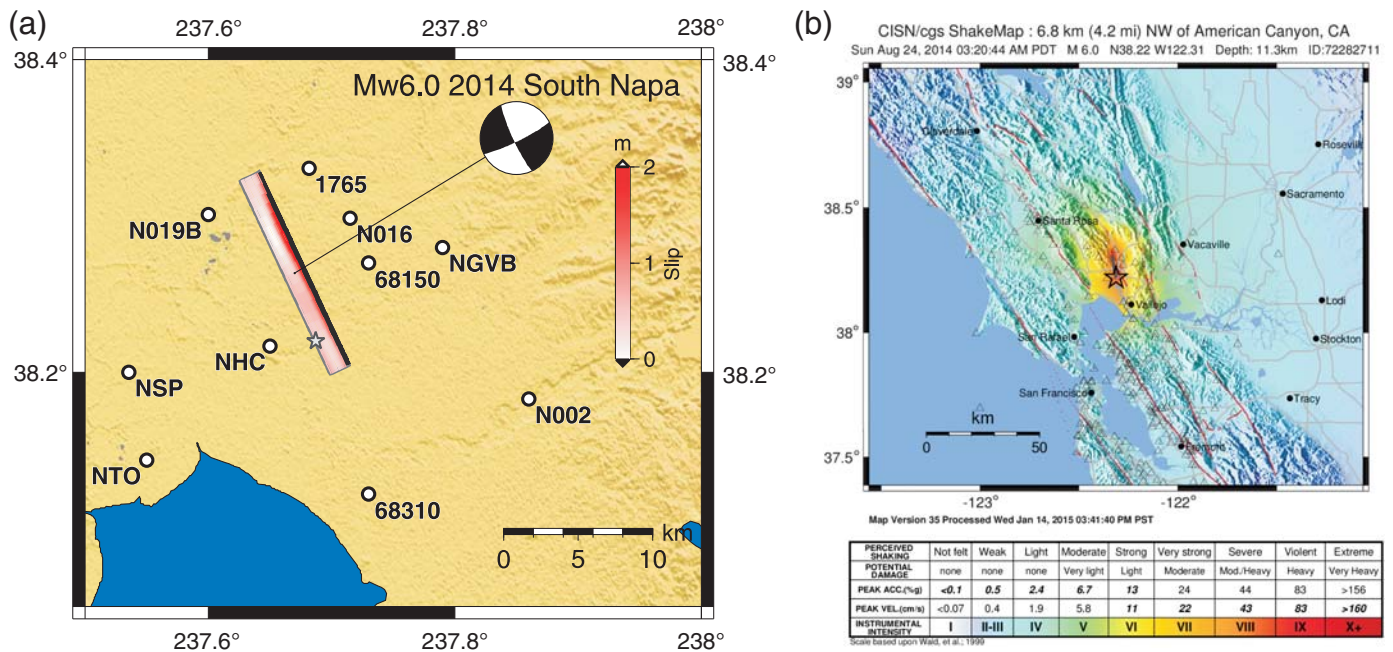 (a)
237.6° 237.8° 238°
38.4° 38.4°
Mw6.0 2014 South Napa
m
2
1
0
Slip
1765
N019B
N016
NGVB
68150
NHC
38.2° 38.2°
NSP
N002
NTO
68310
km
0 5 10
237.6° 237.8° 238°
(b)
CISN/cgs ShakeMap : 6.8 km (4.2 mi) NW of American Canyon, CA
Sun Aug 24, 2014 03:20:44 AM PDT M 6.0 N38.22 W122.31 Depth: 11.3km ID:72282711
39°
Cloverdale
Roseville
Sacramento
38.5°
Santa Rosa
Vacaville
Vallejo
Lodi
38°
San Rafael
Stockton
San Francisco
Tracy
km
0 50
Fremont
37.5°
-123° -122°
Map Version 35 Processed Wed Jan 14, 2015 03:41:40 PM PST
PERCEIVED SHAKING Not felt Weak Light Moderate Strong Very strong Severe Violent Extreme
POTENTIAL DAMAGE none none none Very light Light Moderate Mod./Heavy Heavy Very Heavy
PEAK ACC.(%g) <0.1 0.5 2.4 6.7 13 24 44 83 >156
PEAK VEL.(cm/s) <0.07 0.4 1.9 5.8 11 22 43 83 >160
INSTRUMENTAL INTENSITY I II-III IV V VI VII VIII IX X+
Scale based upon Wald, et al.; 1999